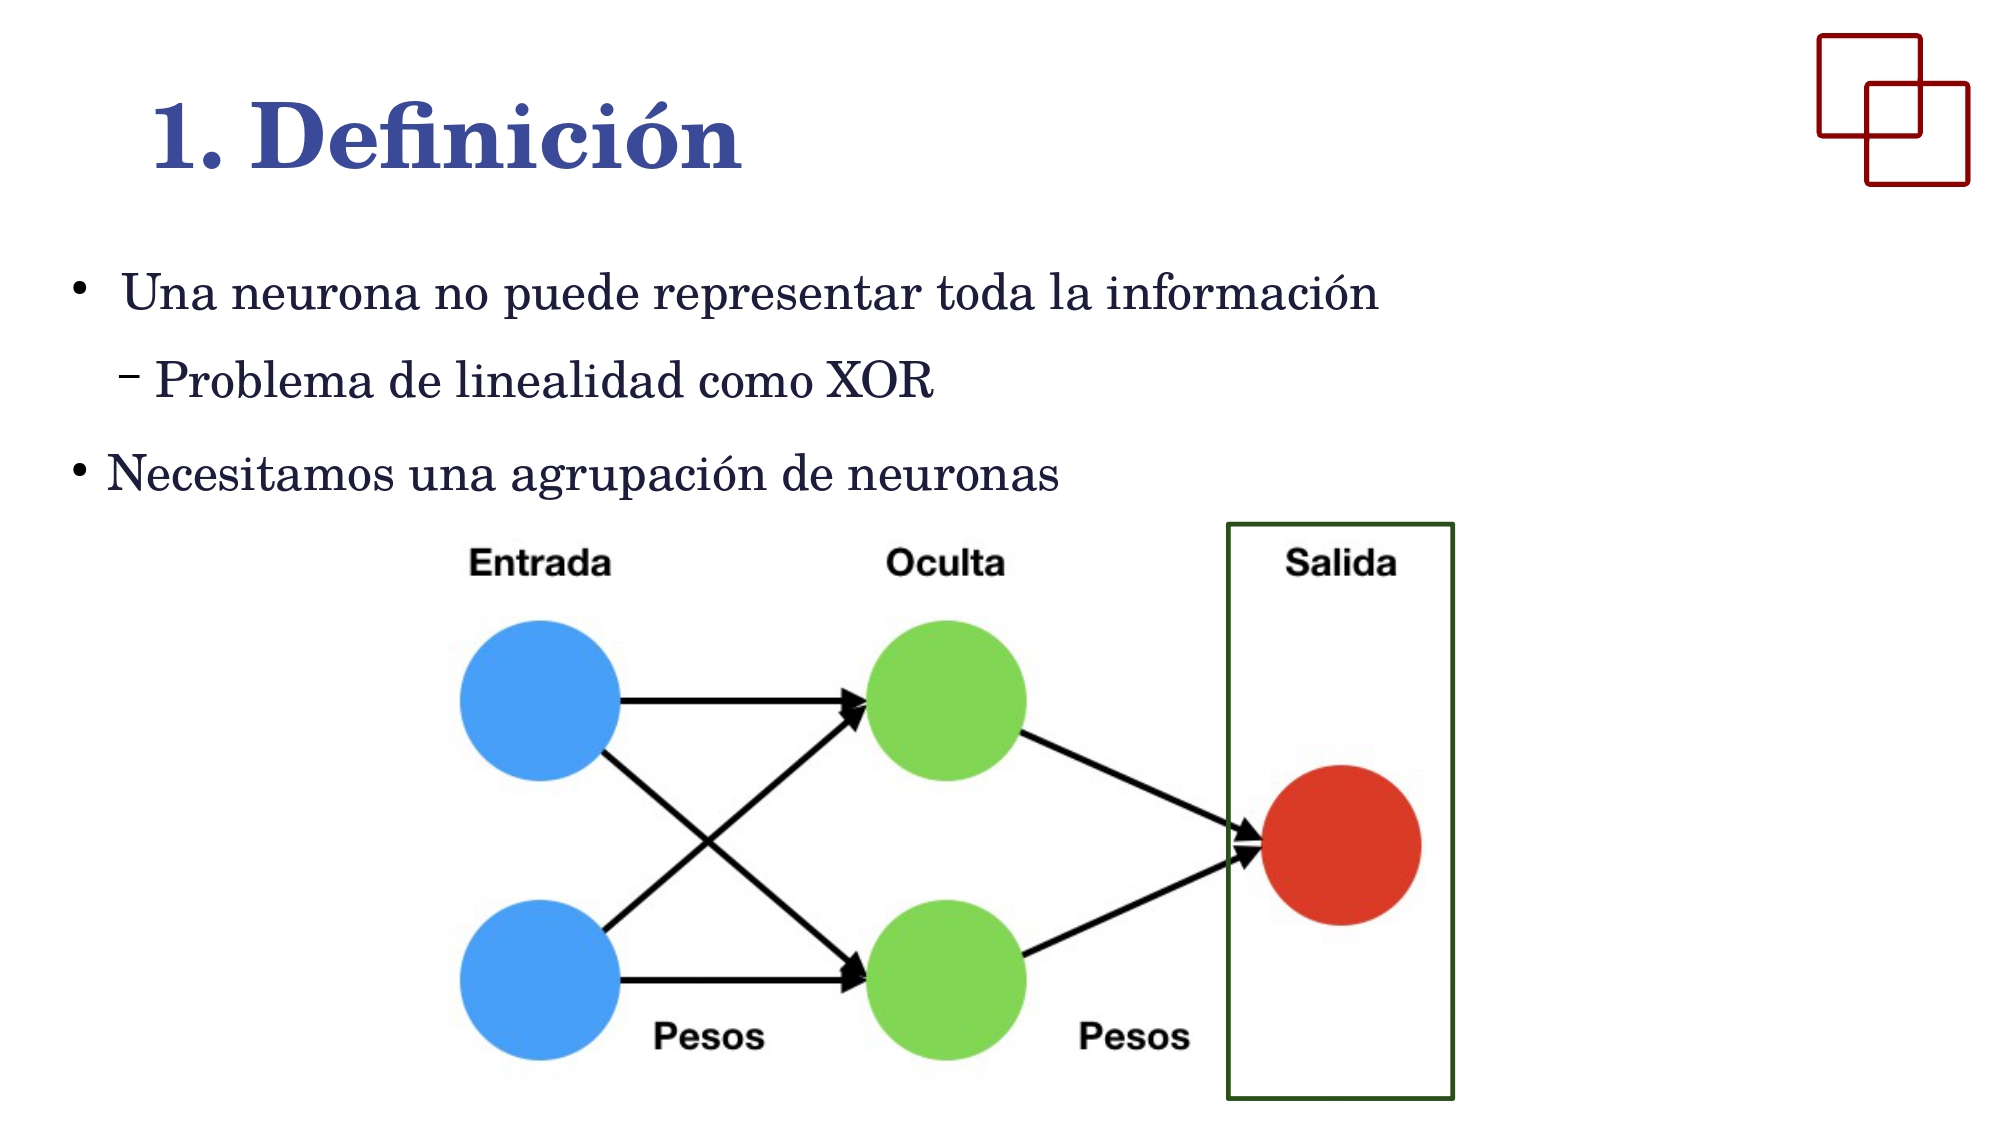 1. Definición
• Una neurona no puede representar toda la información
– Problema de linealidad como XOR
• Necesitamos una agrupación de neuronas
Entrada
Oculta
Salida
Pesos
Pesos